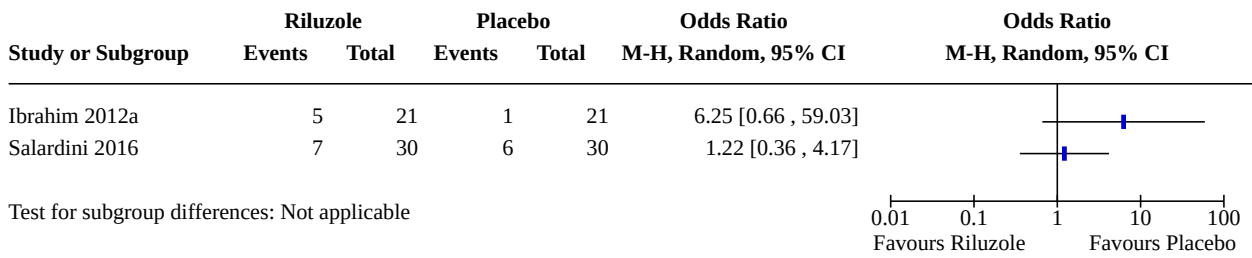 Riluzole Placebo Odds Ratio Odds Ratio
Study or Subgroup Events Total Events Total M-H, Random, 95% CI M-H, Random, 95% CI
Ibrahim 2012a 5 21 1 21 6.25 [0.66 , 59.03]
Salardini 2016 7 30 6 30 1.22 [0.36 , 4.17]
Test for subgroup differences: Not applicable
0.01 0.1 1 10 100
Favours Riluzole Favours Placebo